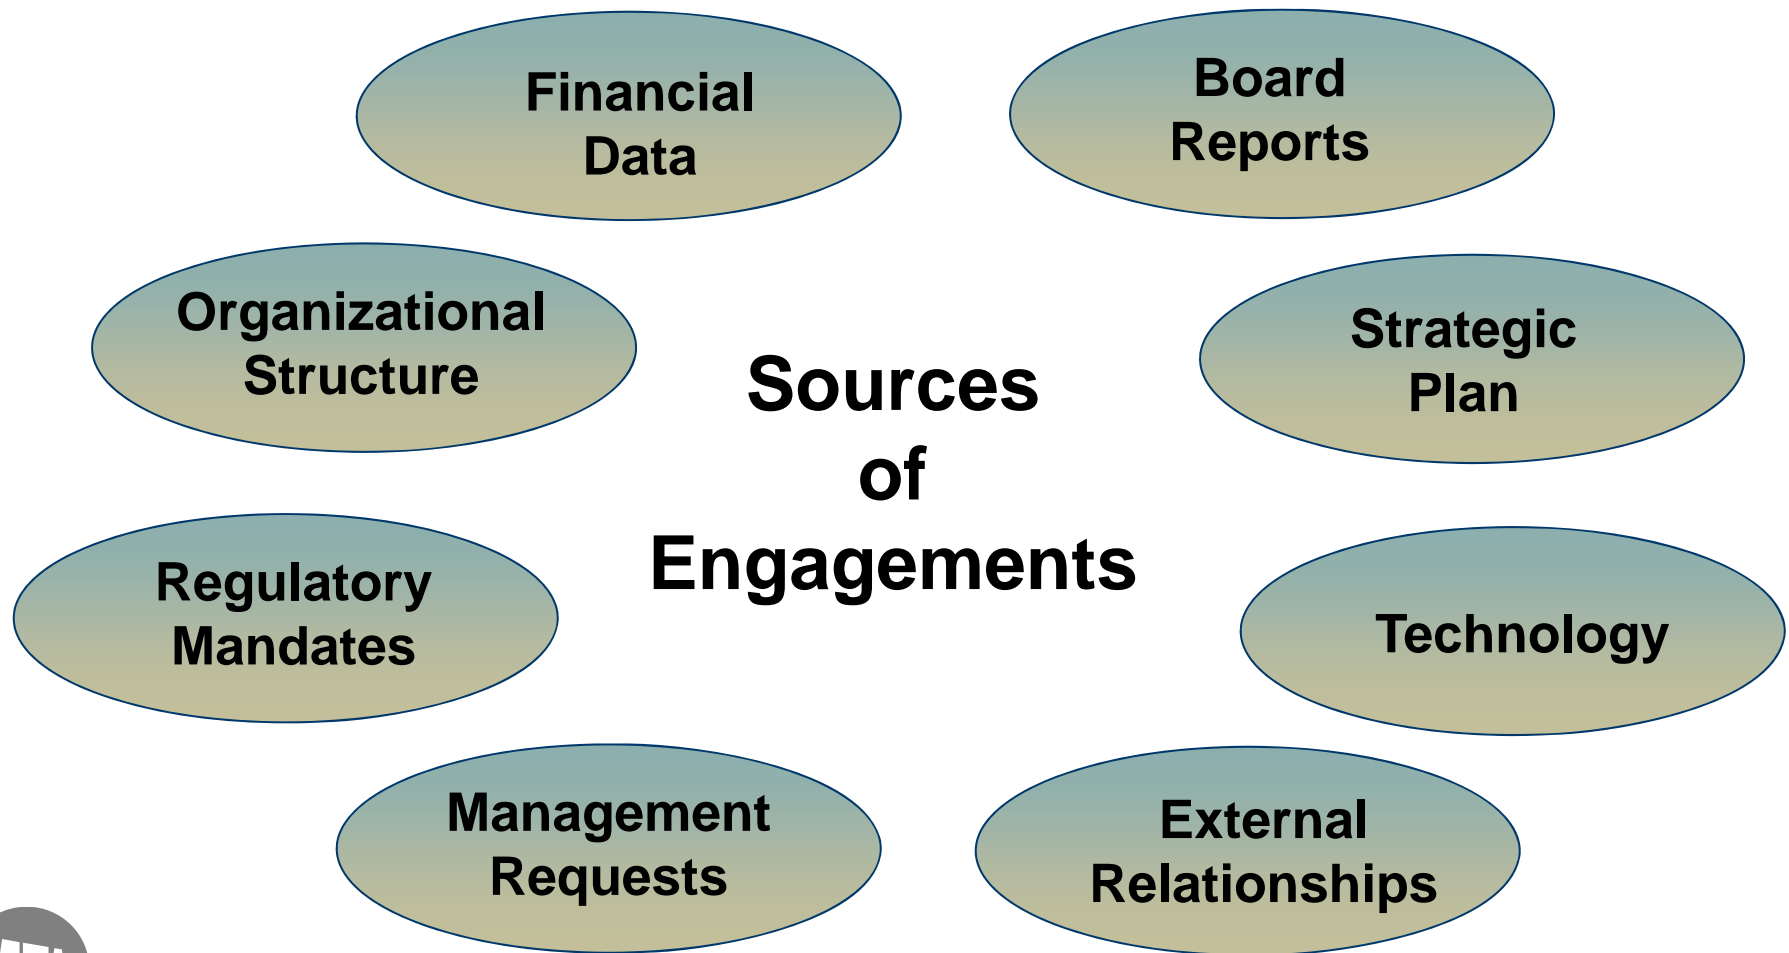 Financial
Data
Board
Reports
Organizational
Structure
Strategic
Plan
Sources
of
Engagements
Regulatory
Mandates
Technology
Management
Requests
External
Relationships